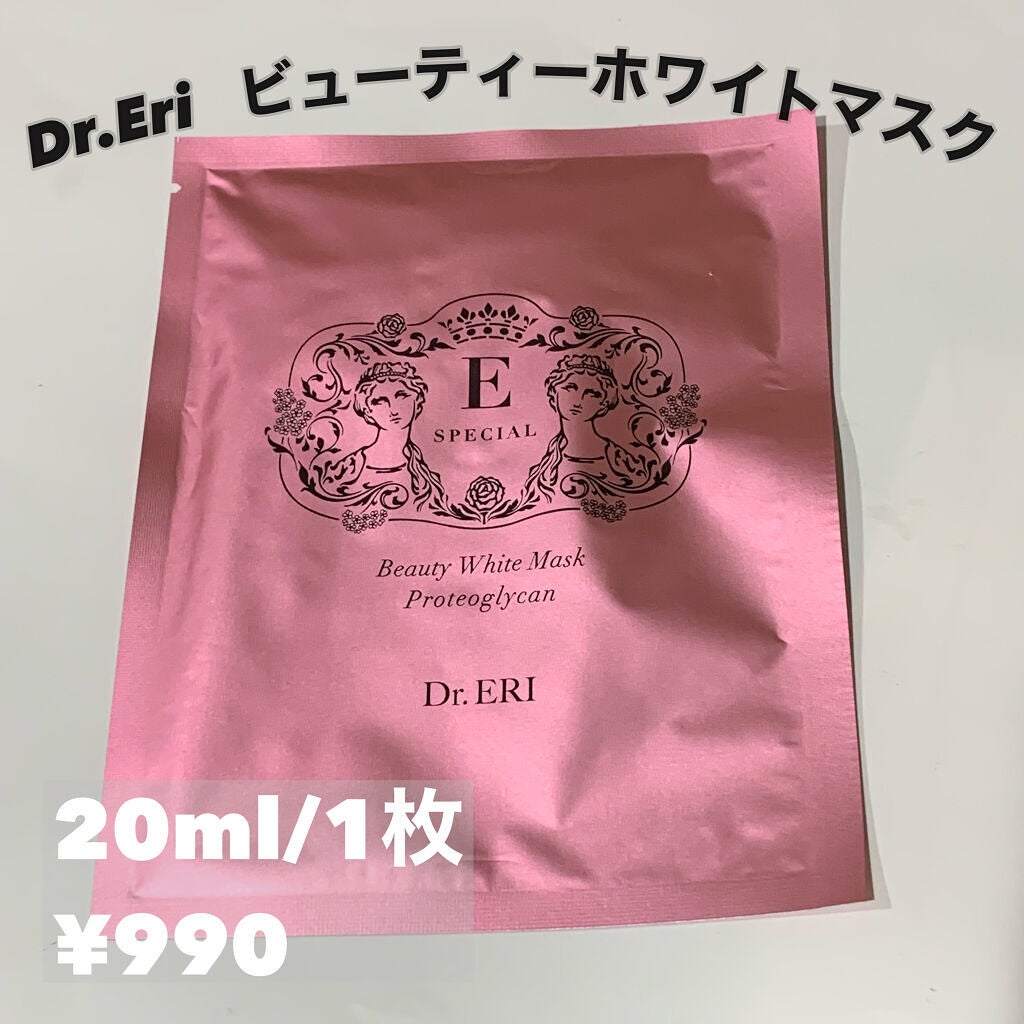 Dr.Eri ビューティーホワイトマスク
E
SPECIAL
Beauty White Mask
Proteoglycan
Dr. ERI
20ml/1枚
¥990